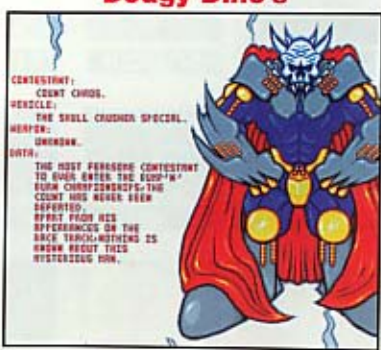 Dodgy Dino's
CONTESTANT:
COUNT CHAOS.
VEHICLE:
THE SKULL CRUSHER SPECIAL.
WEAPON:
UNKNOWN.
DATA:
THE MOST FEARSOME CONTESTANT
TO EVER ENTER THE BUMP'N'
BURN CHAMPIONSHIPS,THE
COUNT HAS NEVER BEEN
DEFEATED.
APART FROM HIS
APPEARANCES ON THE
RACE TRACK,NOTHING IS
KNOWN ABOUT THIS
MYSTERIOUS MAN.